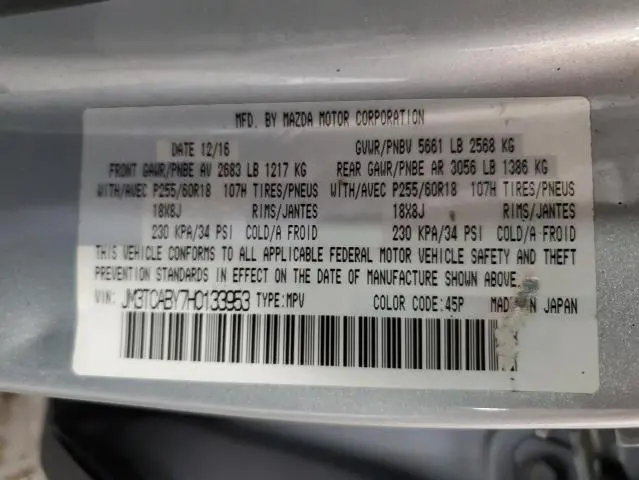 MFD. BY MAZDA MOTOR CORPORATION
DATE 12/16 GVWR/PNBV 5661 LB 2568 KG
FRONT GAWR/PNBE AV 2683 LB 1217 KG REAR GAWR/PNBE AR 3056 LB 1386 KG
WITH/AVEC P255/60R18 107H TIRES/PNEUS WITH/AVEC P255/60R18 107H TIRES/PNEUS
18X8J RIMS/JANTES 18X8J RIMS/JANTES
230 KPA/34 PSI COLD/A FROID 230 KPA/34 PSI COLD/A FROID
THIS VEHICLE CONFORMS TO ALL APPLICABLE FEDERAL MOTOR VEHICLE SAFETY AND THEFT
PREVENTION STANDARDS IN EFFECT ON THE DATE OF MANUFACTURE SHOWN ABOVE.
VIN: JM3TCABY7H0133953 TYPE:MPV COLOR CODE:45P MADE IN JAPAN